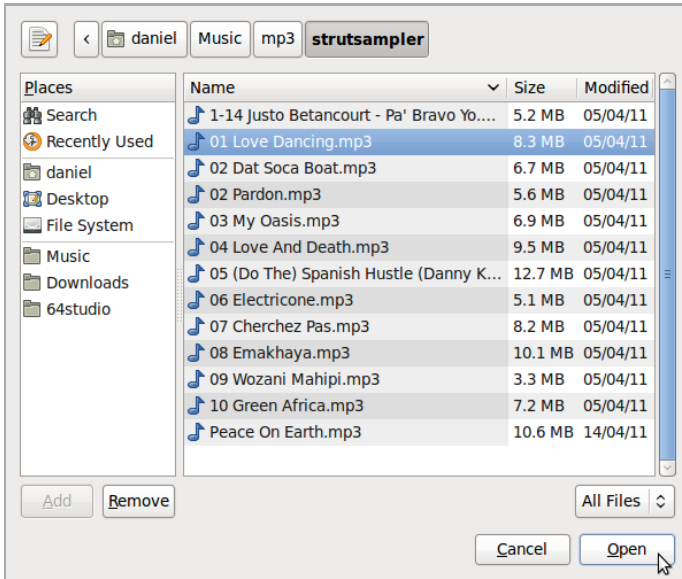 daniel Music mp3 strutsampler
Places
Search
Recently Used
daniel
Desktop
File System
Music
Downloads
64studio
Name Size Modified
1-14 Justo Betancourt - Pa' Bravo Yo.... 5.2 MB 05/04/11
01 Love Dancing.mp3 8.3 MB 05/04/11
02 Dat Soca Boat.mp3 6.7 MB 05/04/11
02 Pardon.mp3 5.6 MB 05/04/11
03 My Oasis.mp3 6.9 MB 05/04/11
04 Love And Death.mp3 9.5 MB 05/04/11
05 (Do The) Spanish Hustle (Danny K... 12.7 MB 05/04/11
06 Electricone.mp3 5.1 MB 05/04/11
07 Cherchez Pas.mp3 8.2 MB 05/04/11
08 Emakhaya.mp3 10.1 MB 05/04/11
09 Wozani Mahipi.mp3 3.3 MB 05/04/11
10 Green Africa.mp3 7.2 MB 05/04/11
Peace On Earth.mp3 10.6 MB 14/04/11
Add Remove All Files
Cancel Open